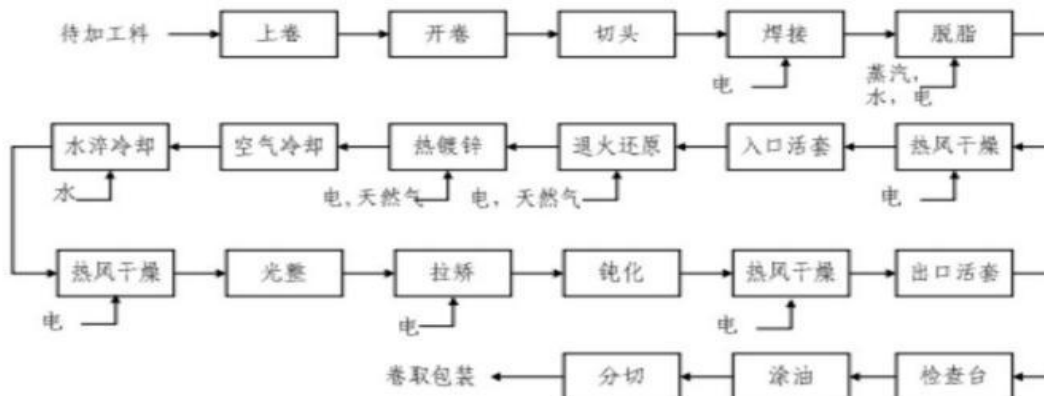 待加工料 上卷 开卷 切头 焊接 脱脂
电 蒸汽,
水，电
水淬冷却 空气冷却 热镀锌 退火还原 入口活套 热风干燥
水 电,天然气 电，天然气 电
热风干燥 光整 拉矫 钝化 热风干燥 出口活套
电 电 电
卷取包装 分切 涂油 检查台